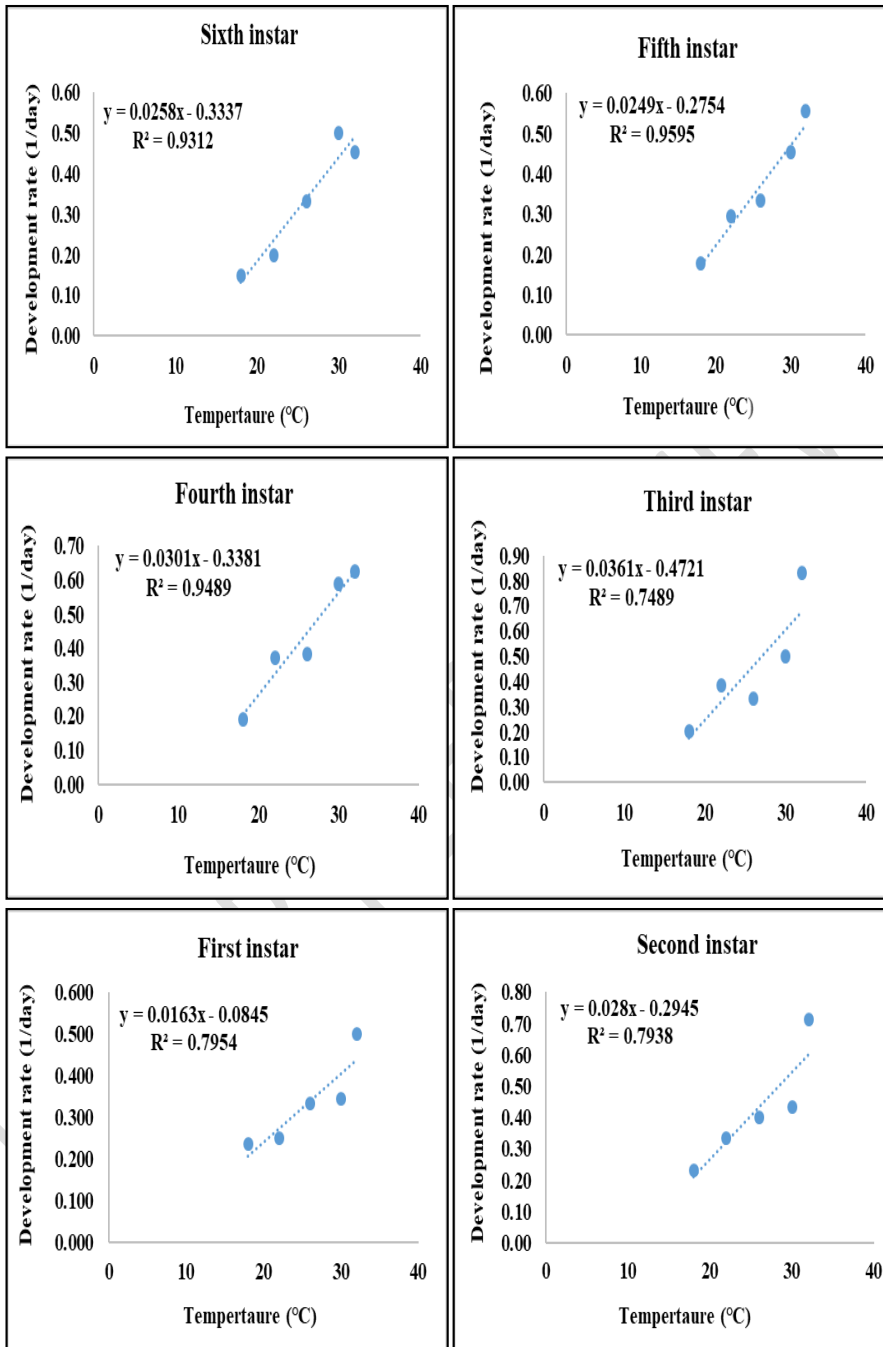 Sixth instar
y = 0.0258x - 0.3337
R² = 0.9312
Development rate (1/day)
0.60
0.50
0.40
0.30
0.20
0.10
0.00
0 10 20 30 40
Tempertaure (°C)
Fifth instar
y = 0.0249x - 0.2754
R² = 0.9595
Development rate (1/day)
0.60
0.50
0.40
0.30
0.20
0.10
0.00
0 10 20 30 40
Tempertaure (°C)
Fourth instar
y = 0.0301x - 0.3381
R² = 0.9489
Development rate (1/day)
0.70
0.60
0.50
0.40
0.30
0.20
0.10
0.00
0 10 20 30 40
Tempertaure (°C)
Third instar
y = 0.0361x - 0.4721
R² = 0.7489
Development rate (1/day)
0.90
0.80
0.70
0.60
0.50
0.40
0.30
0.20
0.10
0.00
0 10 20 30 40
Tempertaure (°C)
First instar
y = 0.0163x - 0.0845
R² = 0.7954
Development rate (1/day)
0.600
0.500
0.400
0.300
0.200
0.100
0.000
0 10 20 30 40
Tempertaure (°C)
Second instar
y = 0.028x - 0.2945
R² = 0.7938
Development rate (1/day)
0.80
0.70
0.60
0.50
0.40
0.30
0.20
0.10
0.00
0 10 20 30 40
Tempertaure (°C)